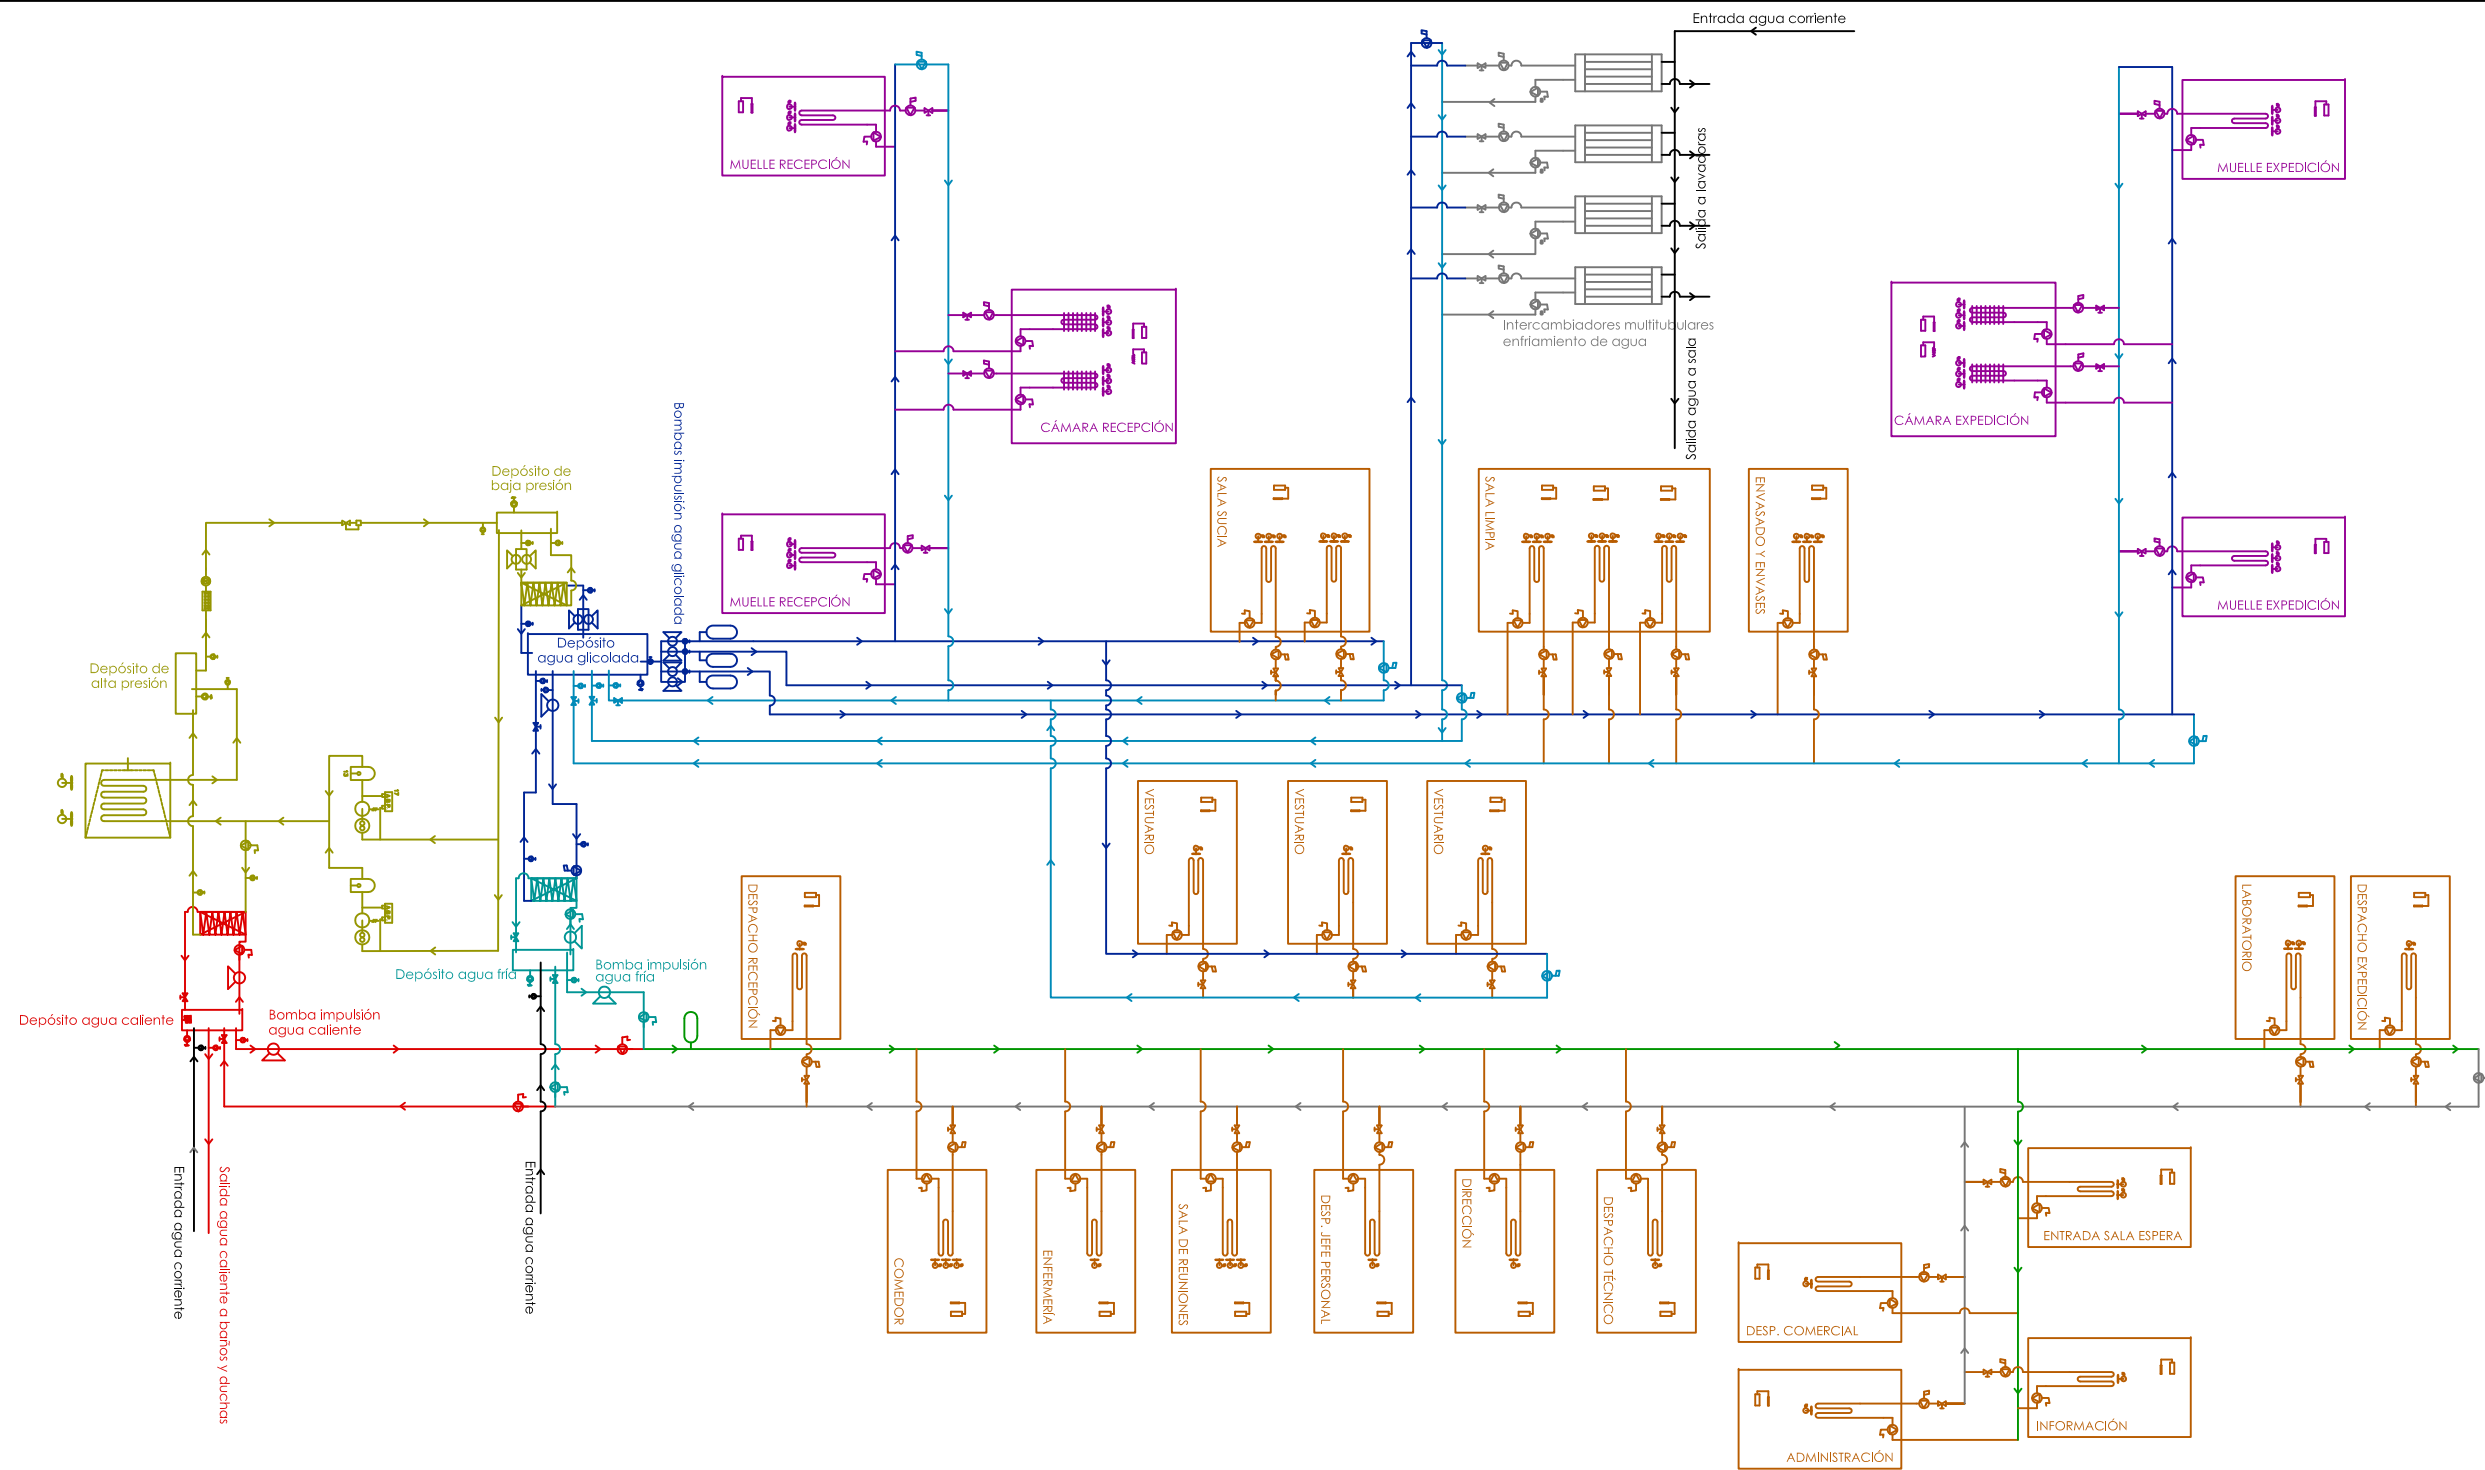 Entrada agua corriente
MUELLE RECEPCIÓN
MUELLE EXPEDICIÓN
Salida a lavadoras
Intercambiadores multitubulares
enfriamiento de agua
Salida agua a sala
CÁMARA RECEPCIÓN
CÁMARA EXPEDICIÓN
Depósito de
baja presión
Bombas impulsión agua glicolada
SALA SUCIA
SALA LIMPIA
ENVASADO Y ENVASES
MUELLE RECEPCIÓN
MUELLE EXPEDICIÓN
Depósito
agua glicolada
Depósito de
alta presión
VESTUARIO
VESTUARIO
VESTUARIO
DESPACHO RECEPCIÓN
LABORATORIO
DESPACHO EXPEDICIÓN
Depósito agua fría
Bomba impulsión
agua fría
Depósito agua caliente
Bomba impulsión
agua caliente
Entrada agua corriente
Salida agua caliente a baños y duchas
Entrada agua corriente
COMEDOR
ENFERMERÍA
SALA DE REUNIONES
DESP. JEFE PERSONAL
DIRECCIÓN
DESPACHO TÉCNICO
ENTRADA SALA ESPERA
DESP. COMERCIAL
INFORMACIÓN
ADMINISTRACIÓN